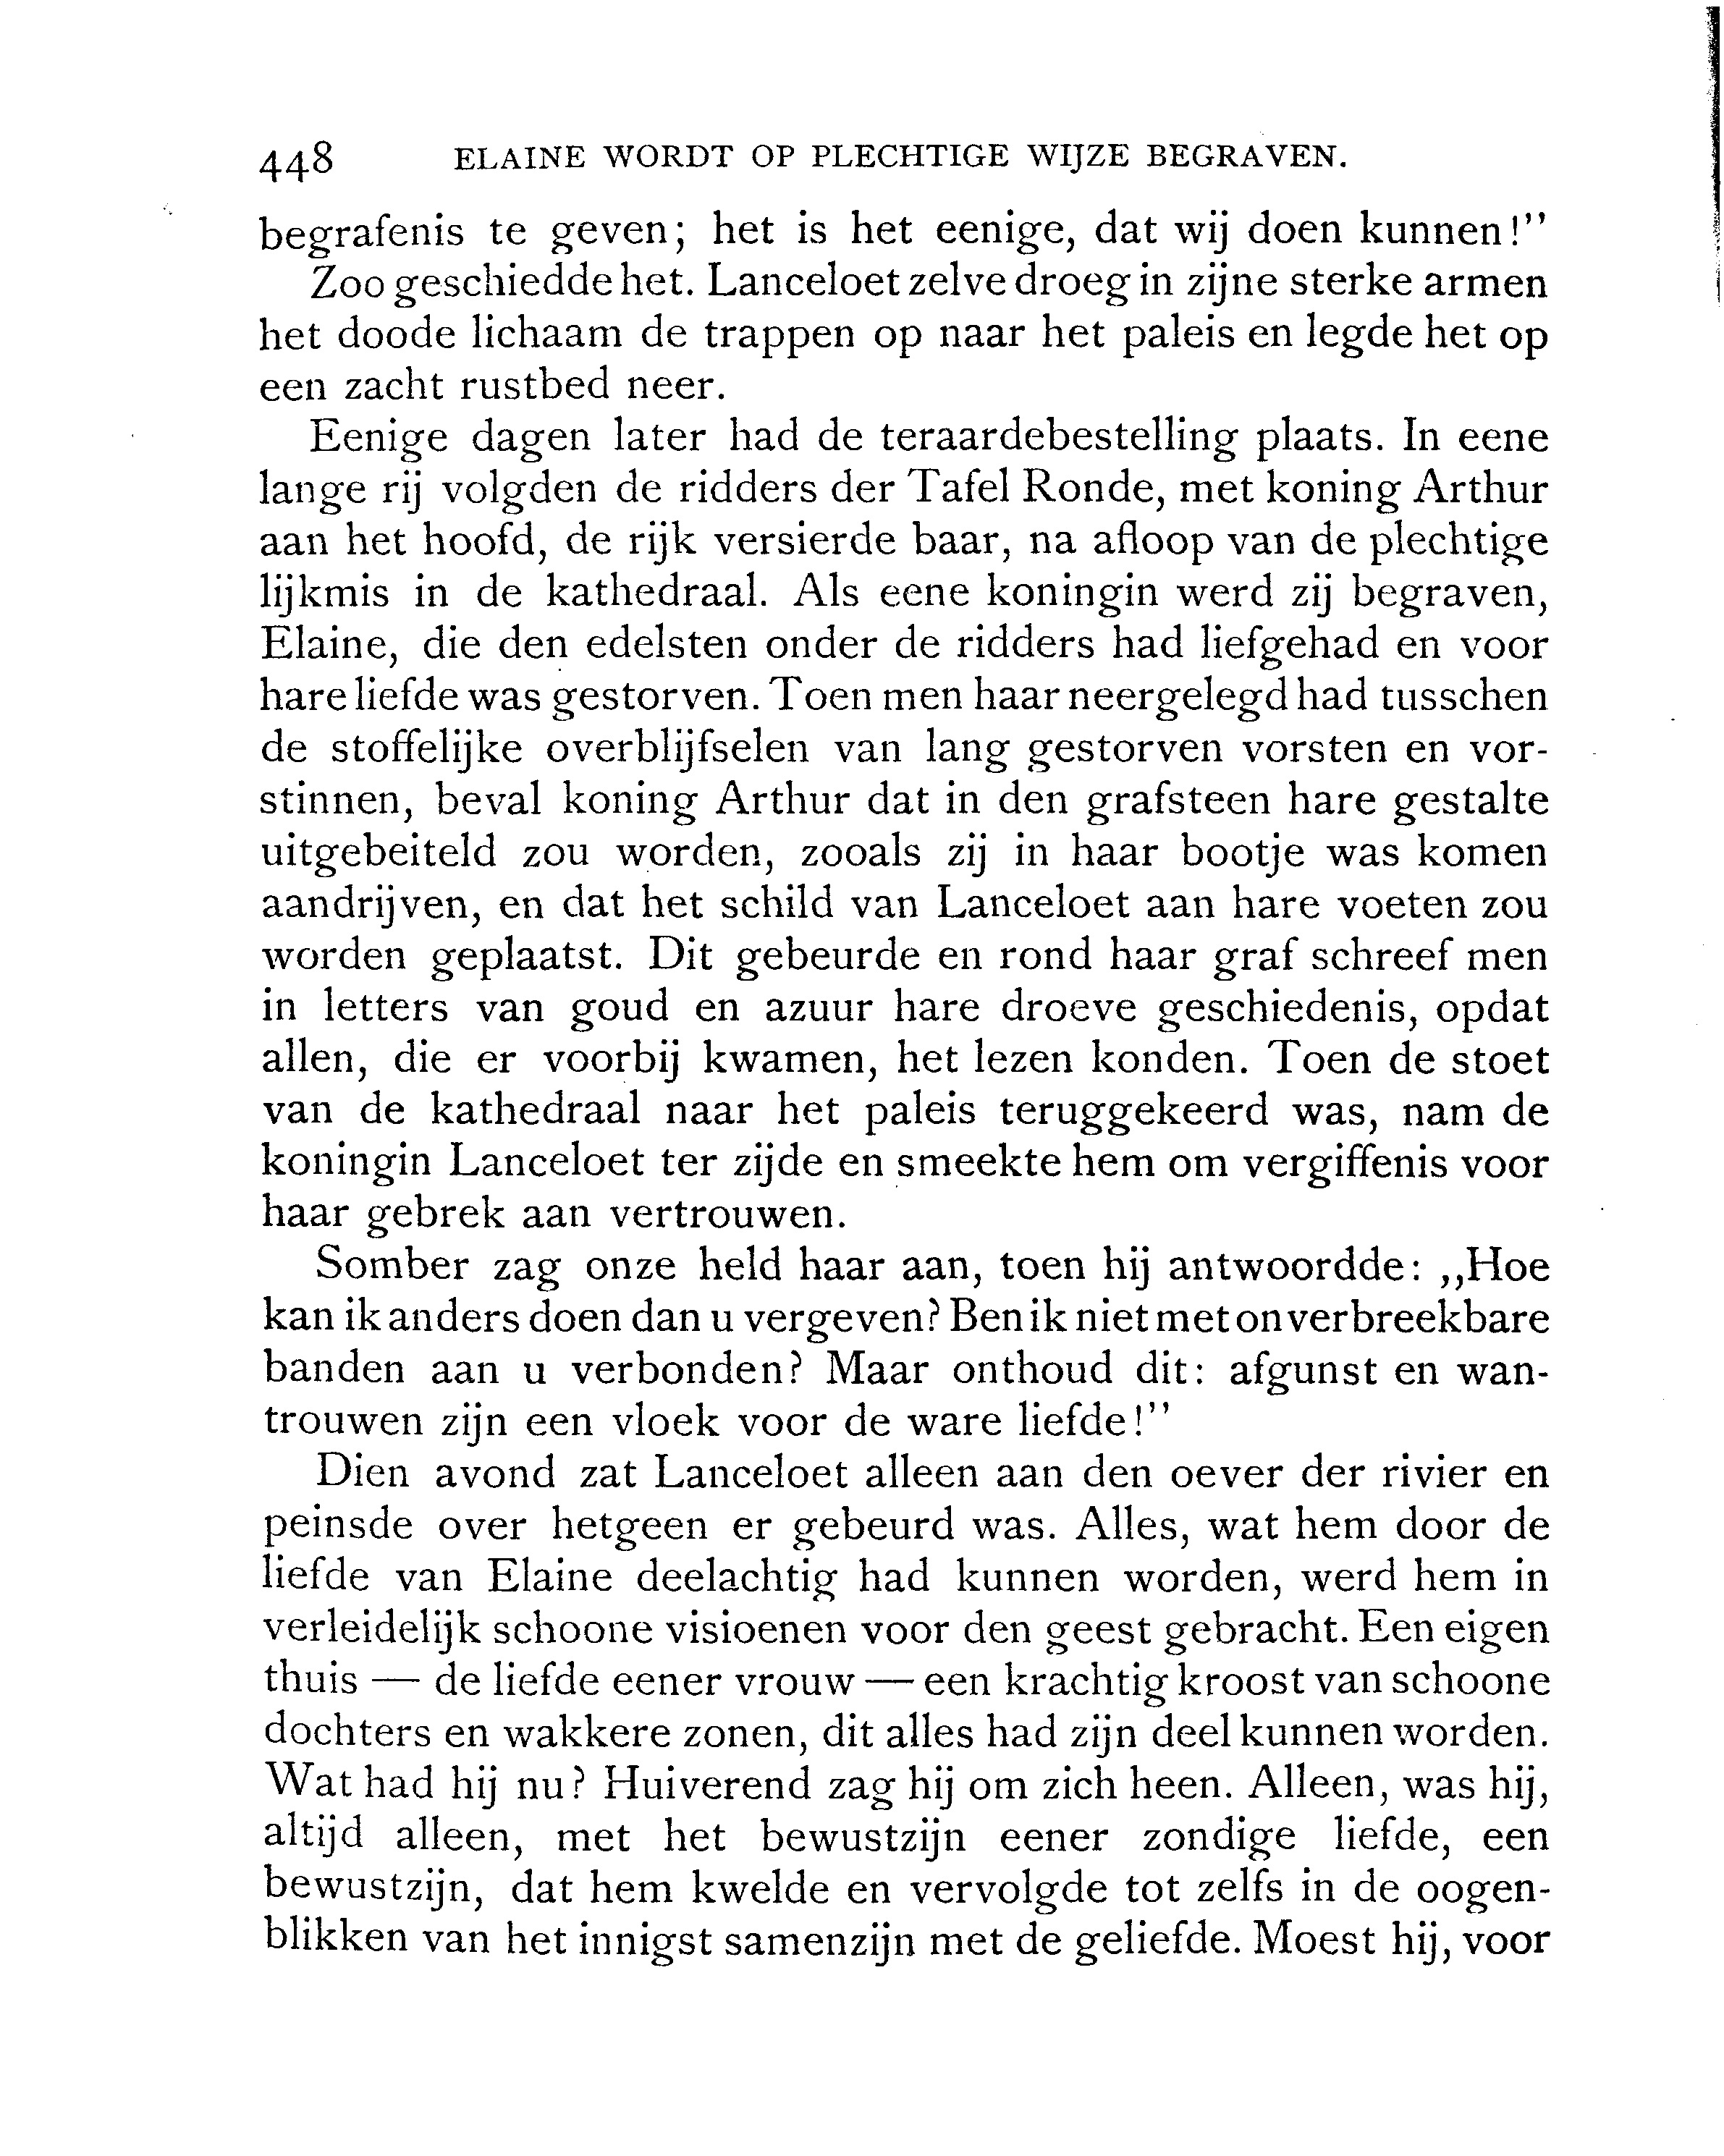 448 ELAINE WORDT OP PLECHTIGE WIJZE BEGRAVEN.
begrafenis te geven; het is het eenige, dat wij doen kunnen!”
Zoo geschiedde het. Lanceloet zelve droeg in zijne sterke armen
het doode lichaam de trappen op naar het paleis en legde het op
een zacht rustbed neer.
Eenige dagen later had de teraardebestelling plaats. In eene
lange rij volgden de ridders der Tafel Ronde, met koning Arthur
aan het hoofd, de rijk versierde baar, na afloop van de plechtige
lijkmis in de kathedraal. Als eene koningin werd zij begraven,
Elaine, die den edelsten onder de ridders had liefgehad en voor
hare liefde was gestorven. Toen men haar neergelegd had tusschen
de stoffelijke overblijfselen van lang gestorven vorsten en vor-
stinnen, beval koning Arthur dat in den grafsteen hare gestalte
uitgebeiteld zou worden, zooals zij in haar bootje was komen
aandrijven, en dat het schild van Lanceloet aan hare voeten zou
worden geplaatst. Dit gebeurde en rond haar graf schreef men
in letters van goud en azuur hare droeve geschiedenis, opdat
allen, die er voorbij kwamen, het lezen konden. Toen de stoet
van de kathedraal naar het paleis teruggekeerd was, nam de
koningin Lanceloet ter zijde en smeekte hem om vergiffenis voor
haar gebrek aan vertrouwen.
Somber zag onze held haar aan, toen hij antwoordde: „Hoe
kan ik anders doen dan u vergeven? Ben ik niet met onverbreekbare
banden aan u verbonden? Maar onthoud dit: afgunst en wan-
trouwen zijn een vloek voor de ware liefde!”
Dien avond zat Lanceloet alleen aan den oever der rivier en
peinsde over hetgeen er gebeurd was. Alles, wat hem door de
liefde van Elaine deelachtig had kunnen worden, werd hem in
verleidelijk schoone visioenen voor den geest gebracht. Een eigen
thuis — de liefde eener vrouw — een krachtig kroost van schoone
dochters en wakkere zonen, dit alles had zijn deel kunnen worden.
Wat had hij nu? Huiverend zag hij om zich heen. Alleen, was hij,
altijd alleen, met het bewustzijn eener zondige liefde, een
bewustzijn, dat hem kwelde en vervolgde tot zelfs in de oogen-
blikken van het innigst samenzijn met de geliefde. Moest hij, voor